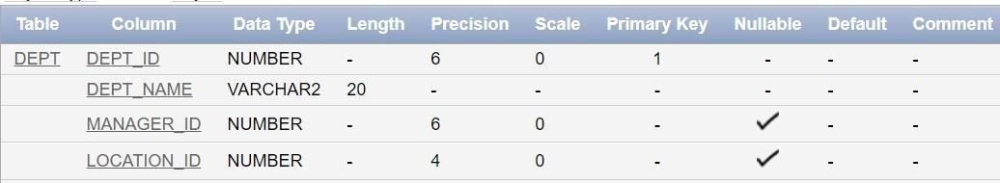 Table Column Data Type Length Precision Scale Primary Key Nullable Default Comment
DEPT DEPT_ID NUMBER - 6 0 1 - - -
DEPT_NAME VARCHAR2 20 - - - - - -
MANAGER_ID NUMBER - 6 0 - ✓ - -
LOCATION_ID NUMBER - 4 0 - ✓ - -